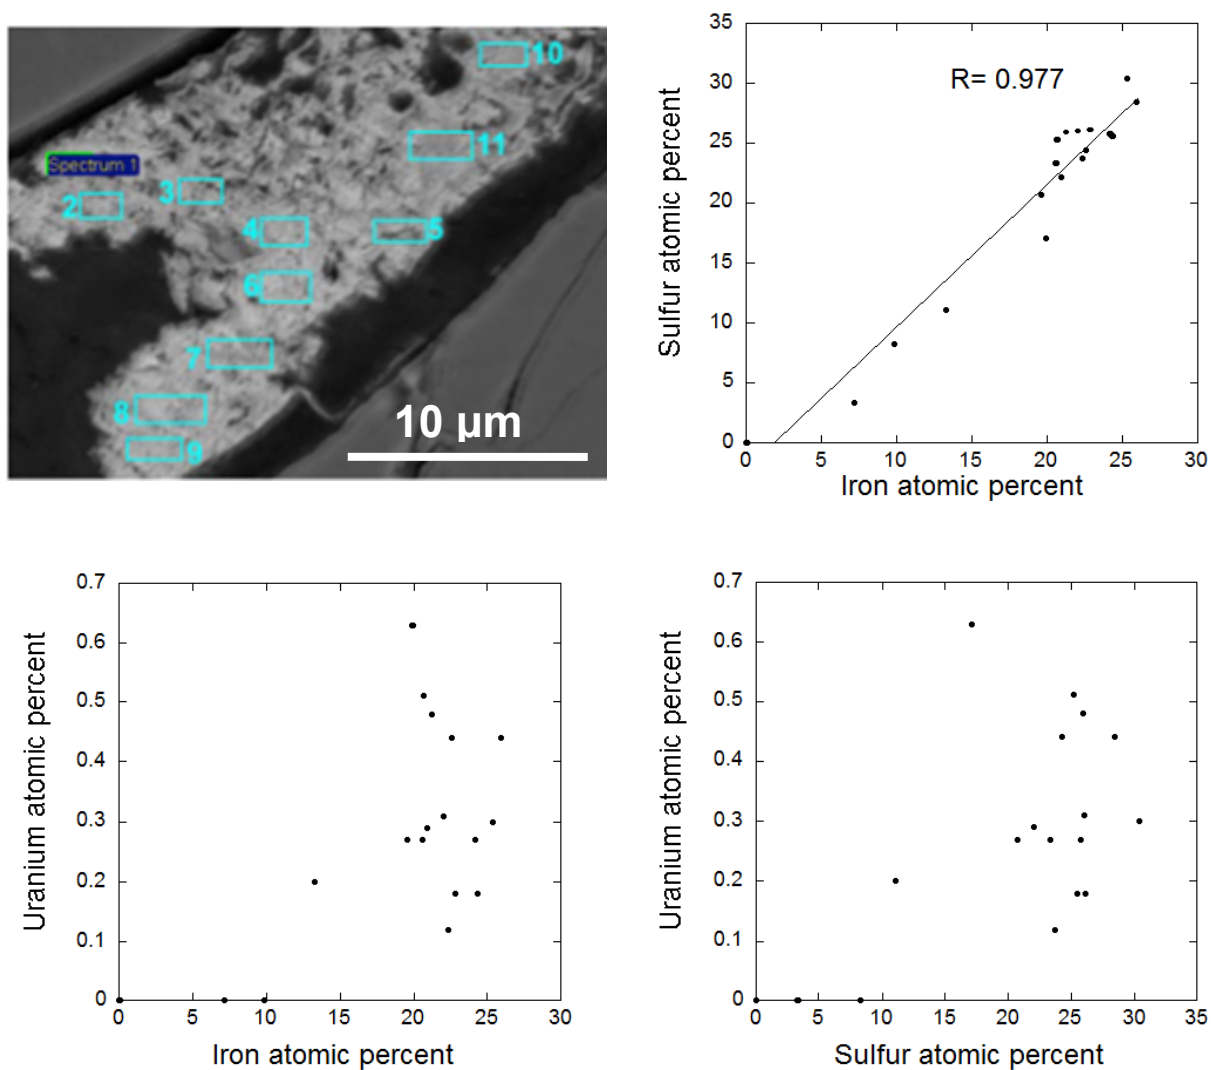 10
11
Spectrum 1
3
2
4
5
6
7
8
9
10 µm
35
30
25
20
15
10
5
0
R= 0.977
Sulfur atomic percent
0 5 10 15 20 25 30
Iron atomic percent
0.7
0.6
0.5
0.4
0.3
0.2
0.1
0
Uranium atomic percent
0 5 10 15 20 25 30
Iron atomic percent
0.7
0.6
0.5
0.4
0.3
0.2
0.1
0
Uranium atomic percent
0 5 10 15 20 25 30 35
Sulfur atomic percent